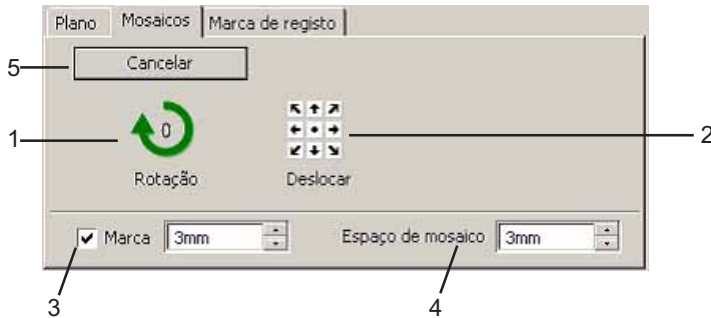 Plano Mosaicos Marca de registo
5 Cancelar
1 0 2
Rotação Deslocar
Marca 3mm Espaço de mosaico 3mm
3 4